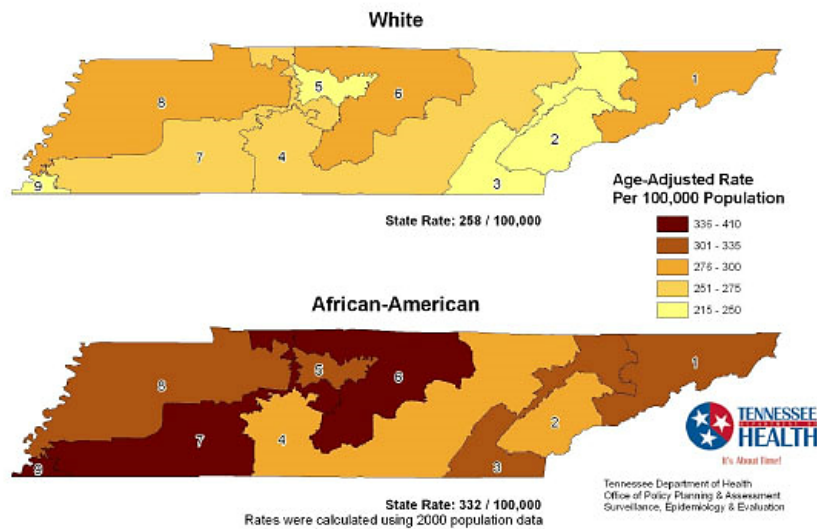 White
1
2
3
4
5
6
7
8
9
State Rate: 258 / 100,000
Age-Adjusted Rate
Per 100,000 Population
336 - 410
301 - 335
276 - 300
251 - 275
215 - 250
African-American
1
2
3
4
5
6
7
8
9
State Rate: 332 / 100,000
Rates were calculated using 2000 population data
TENNESSEE
DEPARTMENT OF
HEALTH
It's About Time!
Tennessee Department of Health
Office of Policy Planning & Assessment
Surveillance, Epidemiology & Evaluation